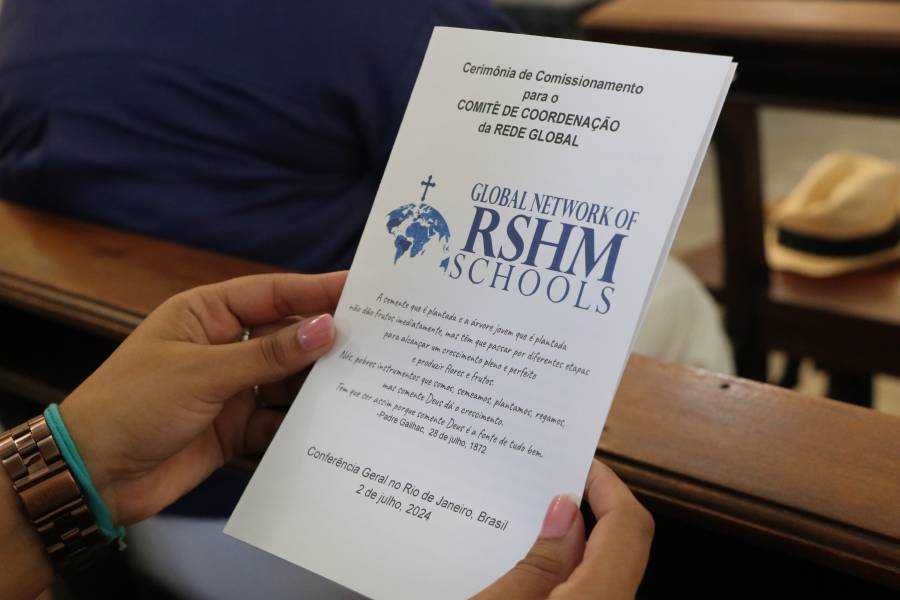 Cerimônia de Comissionamento
para o
COMITÊ DE COORDENAÇÃO
da REDE GLOBAL
GLOBAL NETWORK OF
RSHM
SCHOOLS
A semente que é plantada e a árvore jovem que é plantada
não dão frutos imediatamente, mas têm que passar por diferentes etapas
para alcançar um crescimento pleno e perfeito
e produzir flores e frutos.
Nós, pobres instrumentos que somos, semeamos, plantamos, regamos,
mas somente Deus dá o crescimento.
Tem que ser assim porque somente Deus é a fonte de tudo bem.
-Padre Gailhac, 28 de julho, 1872
Conferência Geral no Rio de Janeiro, Brasil
2 de julho, 2024